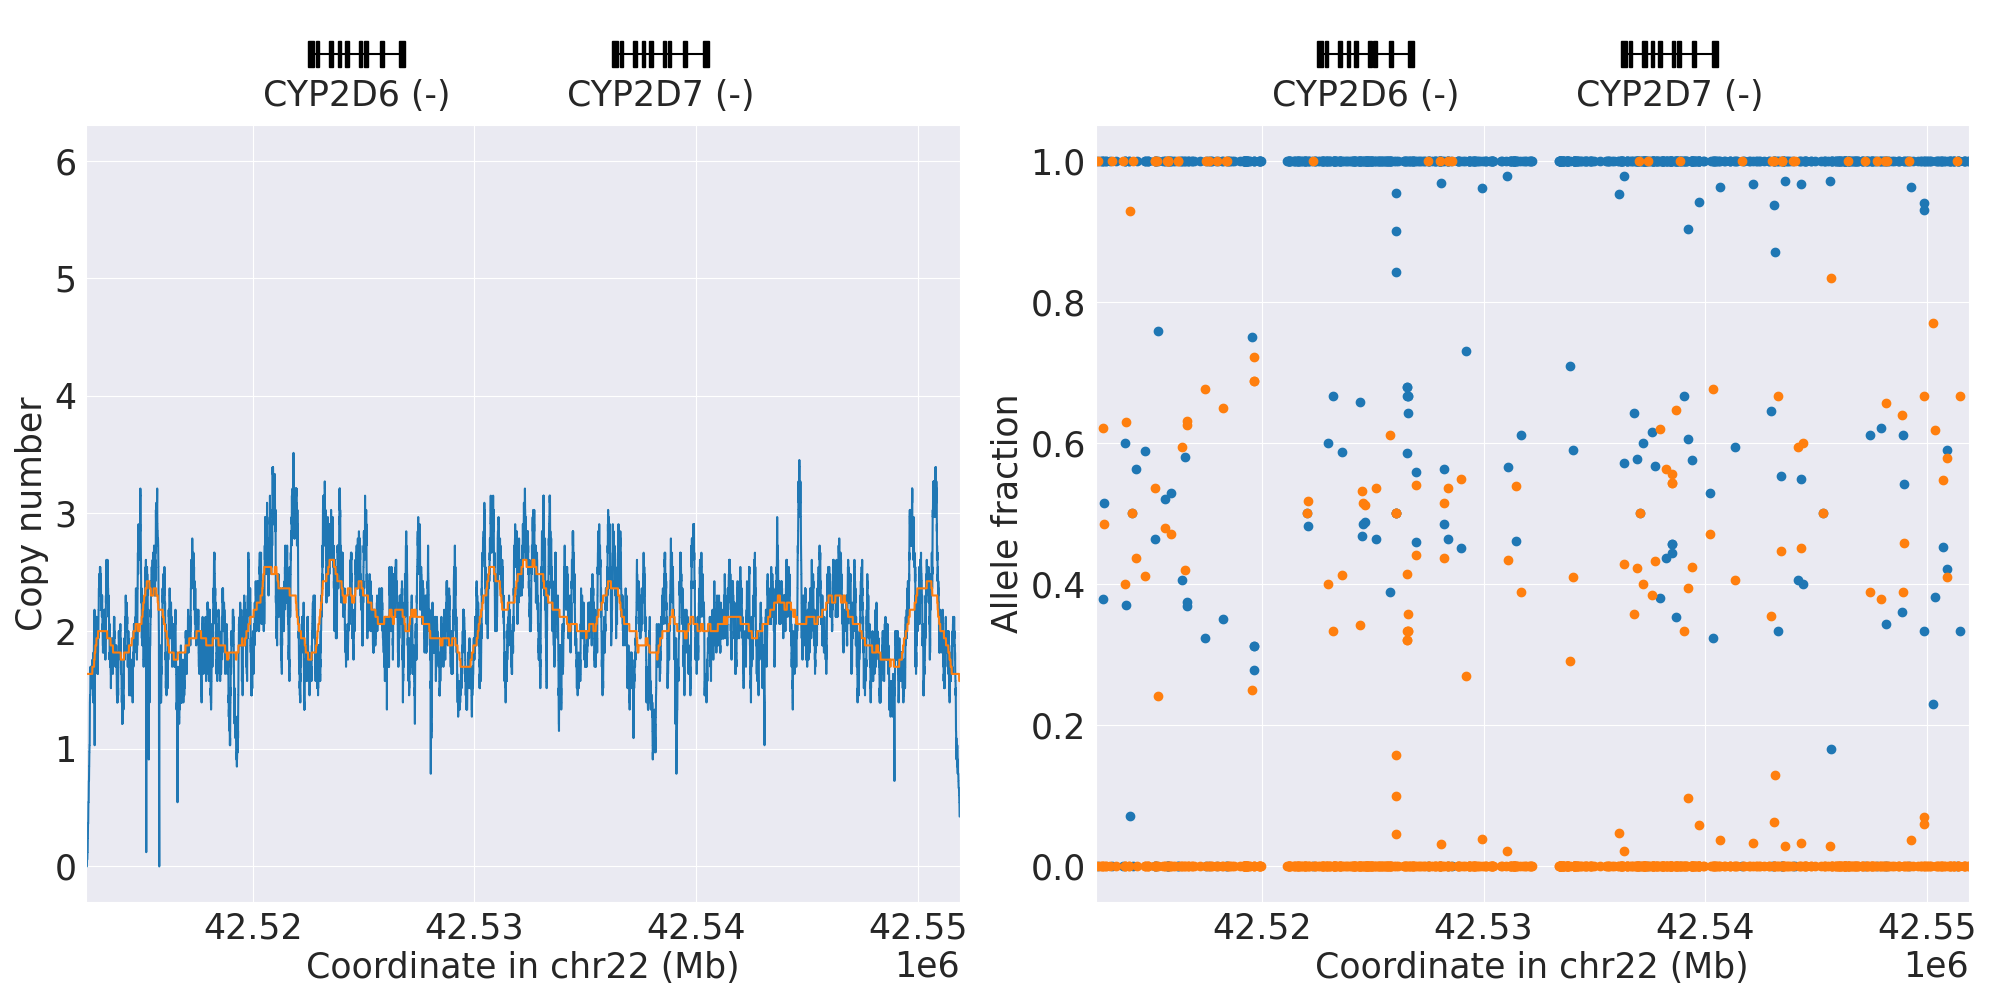 CYP2D6 (-) CYP2D7 (-)
6
5
4
3
2
1
0
Copy number
42.52 42.53 42.54 42.55
Coordinate in chr22 (Mb) 1e6
CYP2D6 (-) CYP2D7 (-)
1.0
0.8
0.6
0.4
0.2
0.0
Allele fraction
42.52 42.53 42.54 42.55
Coordinate in chr22 (Mb) 1e6